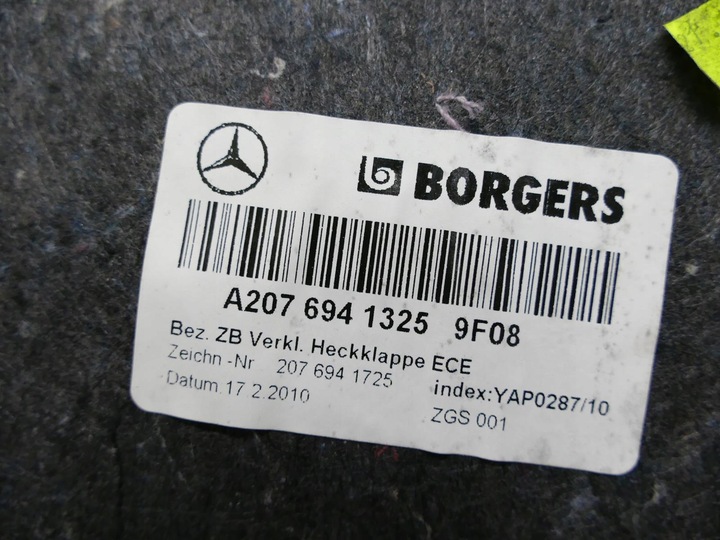 BORGERS
A207 694 1325 9F08
Bez. ZB Verkl. Heckklappe ECE
Zeichn -Nr 207 694 1725
index:YAP0287/10
Datum 17 2.2010
ZGS 001